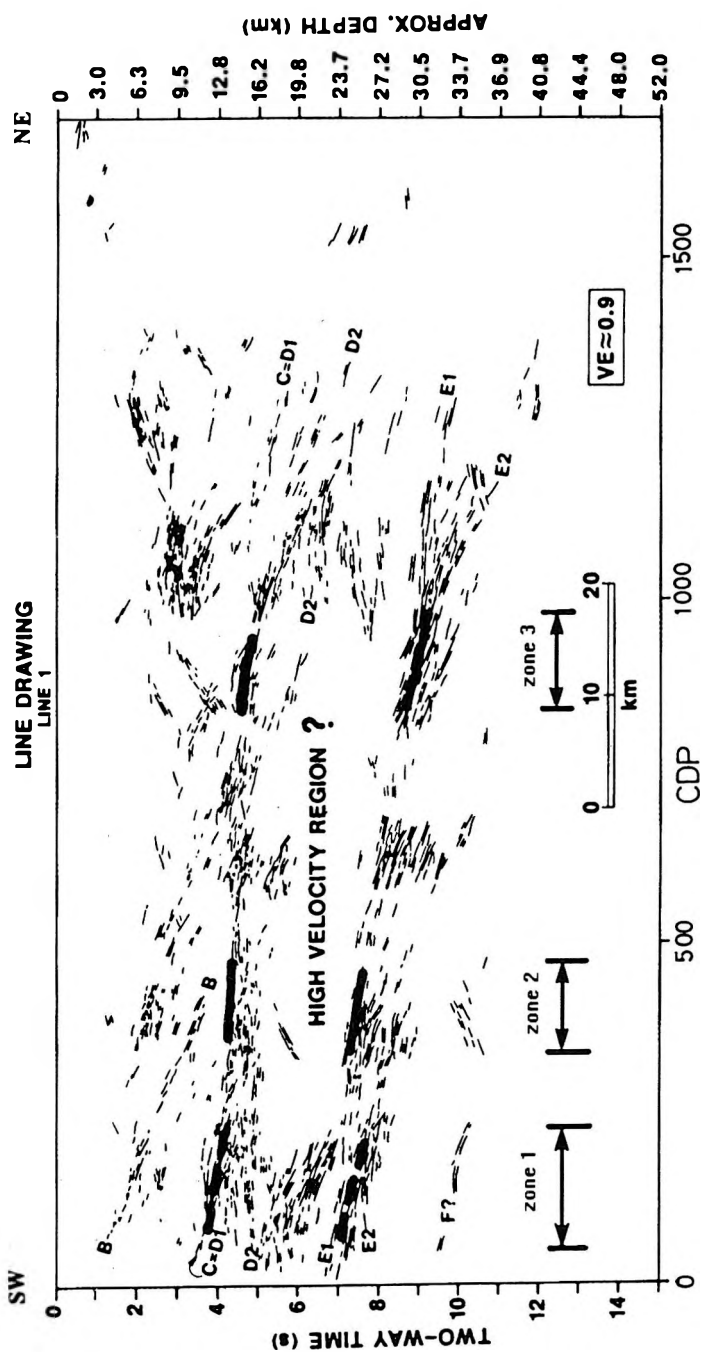 LINE DRAWING
LINE 1
SW
NE
TWO-WAY TIME (s)
0
2
4
6
8
10
12
14
APPROX. DEPTH (km)
0
3.0
6.3
9.5
12.8
16.2
19.8
23.7
27.2
30.5
33.7
36.9
40.8
44.4
48.0
52.0
B
B
C=D1
D2
E1
E2
F?
HIGH VELOCITY REGION ?
D2
C=D1
D2
E1
E2
zone 1
zone 2
zone 3
0
10
20
km
VE≈0.9
0
500
CDP
1000
1500